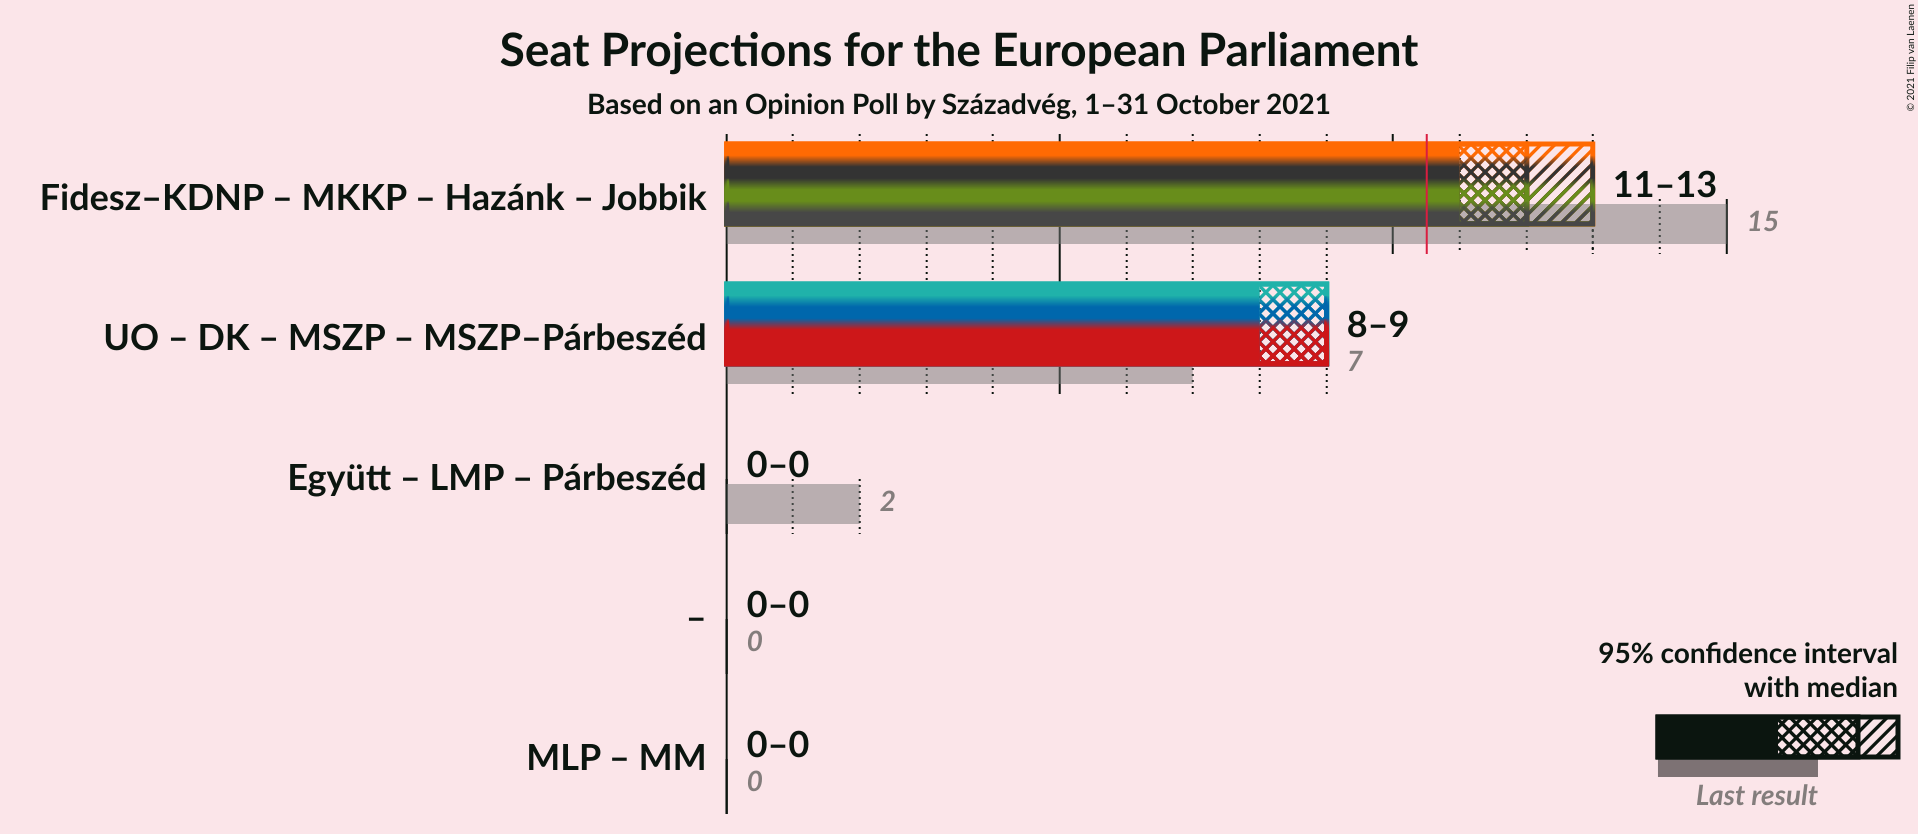 Seat Projections for the European Parliament
Based on an Opinion Poll by Századvég, 1–31 October 2021
© 2021 Filip van Laenen
Fidesz–KDNP – MKKP – Hazánk – Jobbik
11–13
15
UO – DK – MSZP – MSZP–Párbeszéd
8–9
7
Együtt – LMP – Párbeszéd
0–0
2
–
0–0
0
MLP – MM
0–0
0
95% confidence interval
with median
Last result